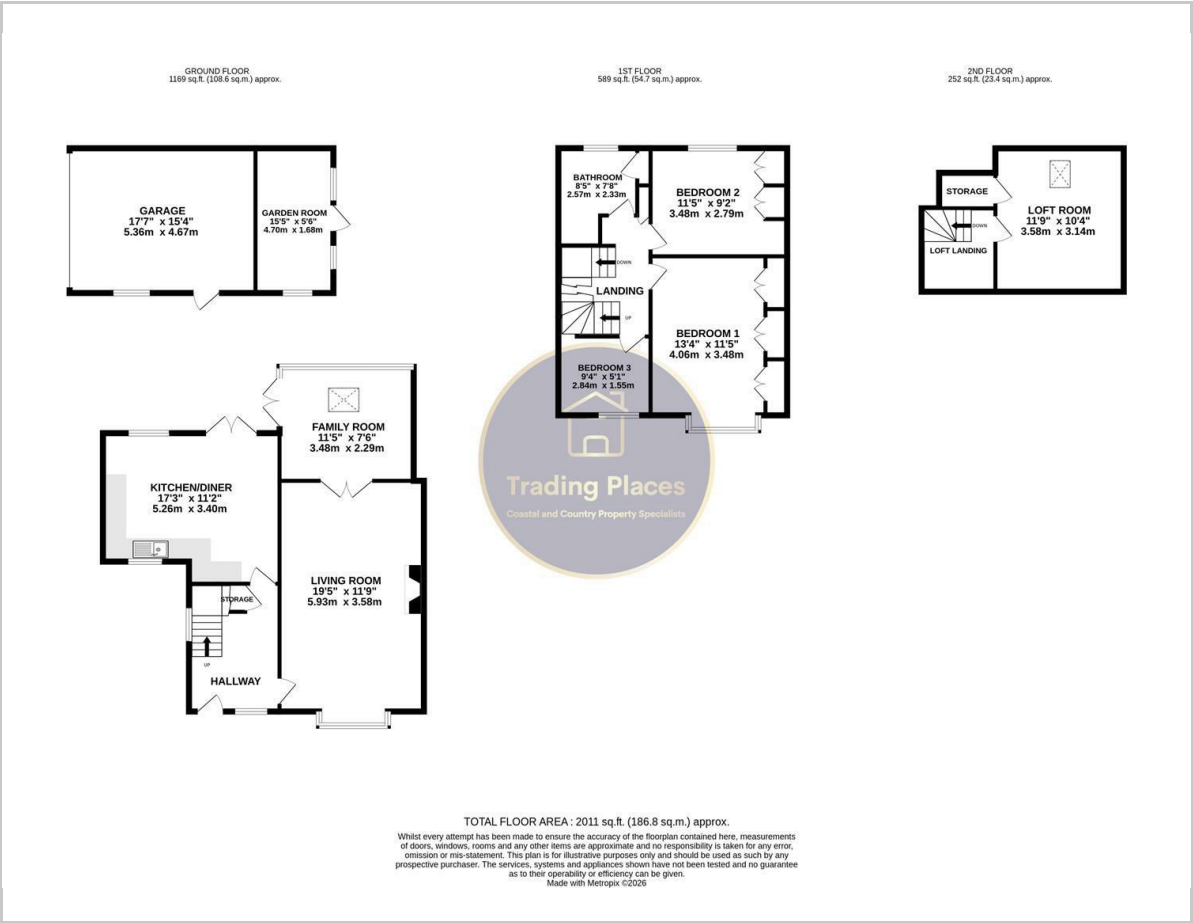 GROUND FLOOR
1169 sq.ft. (108.6 sq.m.) approx.
1ST FLOOR
589 sq.ft. (54.7 sq.m.) approx.
2ND FLOOR
252 sq.ft. (23.4 sq.m.) approx.
GARAGE
17'7" x 15'4"
5.36m x 4.67m
GARDEN ROOM
15'5" x 5'6"
4.70m x 1.68m
BATHROOM
8'5" x 7'8"
2.57m x 2.33m
BEDROOM 2
11'5" x 9'2"
3.48m x 2.79m
DOWN
LANDING
UP
BEDROOM 1
13'4" x 11'5"
4.06m x 3.48m
BEDROOM 3
9'4" x 5'1"
2.84m x 1.55m
STORAGE
LOFT ROOM
11'9" x 10'4"
3.58m x 3.14m
DOWN
LOFT LANDING
FAMILY ROOM
11'5" x 7'6"
3.48m x 2.29m
KITCHEN/DINER
17'3" x 11'2"
5.26m x 3.40m
LIVING ROOM
19'5" x 11'9"
5.93m x 3.58m
STORAGE
UP
HALLWAY
Trading Places
Coastal and Country Property Specialists
TOTAL FLOOR AREA : 2011 sq.ft. (186.8 sq.m.) approx.
Whilst every attempt has been made to ensure the accuracy of the floorplan contained here, measurements
of doors, windows, rooms and any other items are approximate and no responsibility is taken for any error,
omission or mis-statement. This plan is for illustrative purposes only and should be used as such by any
prospective purchaser. The services, systems and appliances shown have not been tested and no guarantee
as to their operability or efficiency can be given.
Made with Metropix ©2026